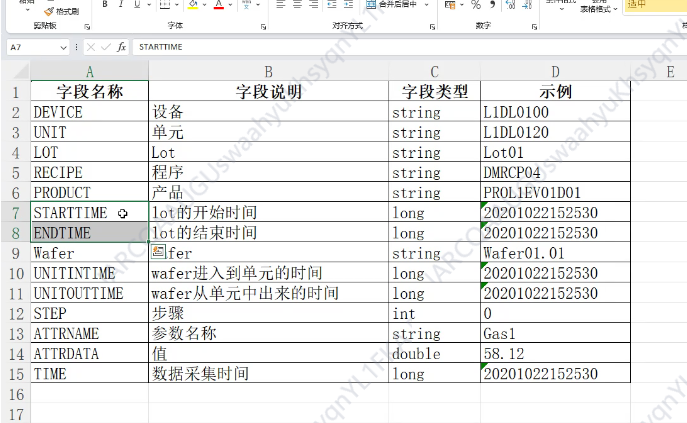 格式刷
B I U A
合并后居中
% 9
表格格式
适中
剪贴板 字体 对齐方式 数字
A7 fx STARTTIME
A B C D E
1 字段名称 字段说明 字段类型 示例
2 DEVICE 设备 string L1DL0100
3 UNIT 单元 string L1DL0120
4 LOT Lot string Lot01
5 RECIPE 程序 string DMRCP04
6 PRODUCT 产品 string PROL1EV01D01
7 STARTTIME lot的开始时间 long 20201022152530
8 ENDTIME lot的结束时间 long 20201022152530
9 Wafer fer string Wafer01.01
10 UNITINTIME wafer进入到单元的时间 long 20201022152530
11 UNITOUTTIME wafer从单元中出来的时间 long 20201022152530
12 STEP 步骤 int 0
13 ATTRNAME 参数名称 string Gas1
14 ATTRDATA 值 double 58.12
15 TIME 数据采集时间 long 20201022152530
16
17